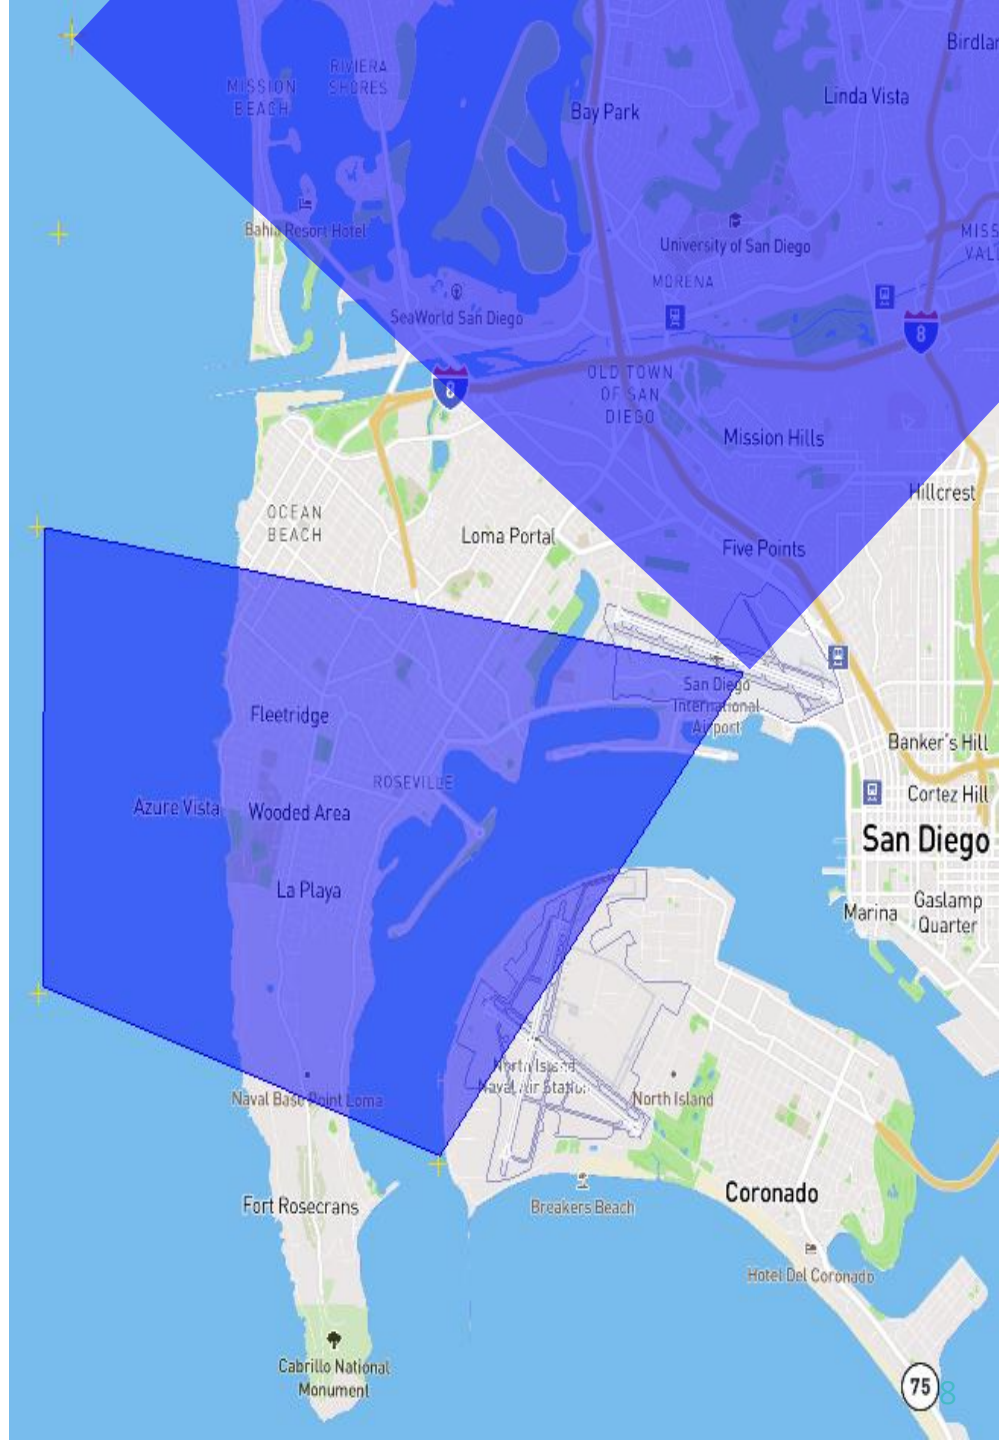 Birdlar
RIVIERA
SHORES
MISSION
BEACH
Linda Vista
Bay Park
Bahia Resort Hotel
University of San Diego
MISS
VAL
MORENA
SeaWorld San Diego
8
8
OLD TOWN
OF SAN
DIEGO
Mission Hills
Hillcrest
OCEAN
BEACH
Loma Portal
Five Points
San Diego
International
Airport
Fleetridge
Banker's Hill
ROSEVILLE
Cortez Hill
Azure Vista
Wooded Area
San Diego
La Playa
Gaslamp
Quarter
Marina
North Island
Naval Air Station
Naval Base Point Loma
North Island
Coronado
Fort Rosecrans
Breakers Beach
Hotel Del Coronado
Cabrillo National
Monument
75
8